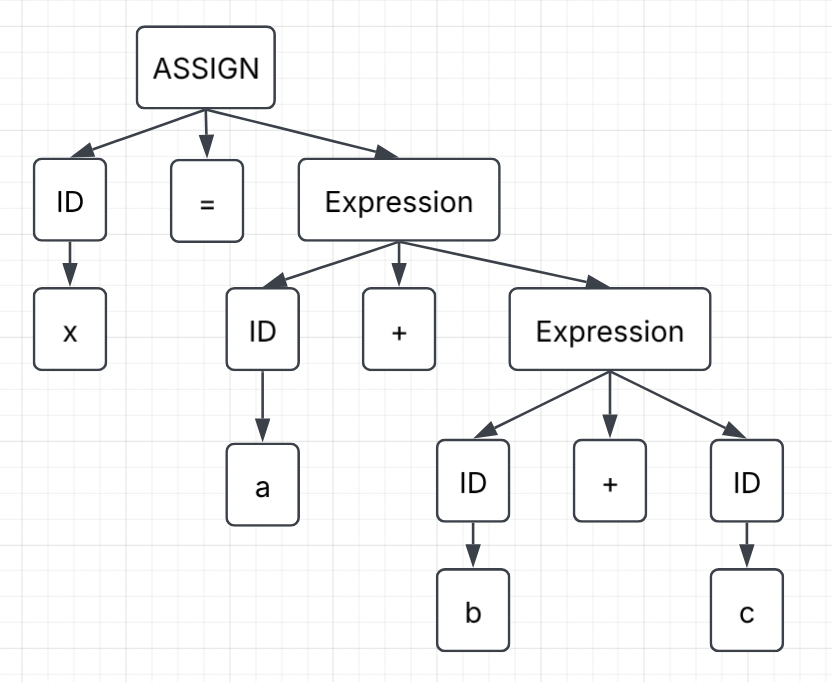 ASSIGN
ID = Expression
x ID + Expression
a ID + ID
b c